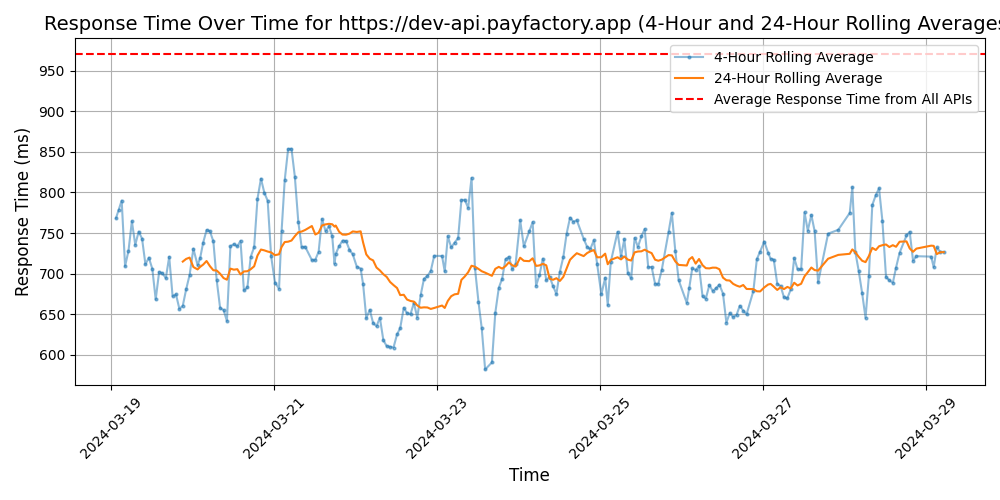 Response Time Over Time for https://dev-api.payfactory.app (4-Hour and 24-Hour Rolling Averages
4-Hour Rolling Average
24-Hour Rolling Average
Average Response Time from All APIs
Response Time (ms)
950
900
850
800
750
700
650
600
2024-03-19
2024-03-21
2024-03-23
2024-03-25
2024-03-27
2024-03-29
Time